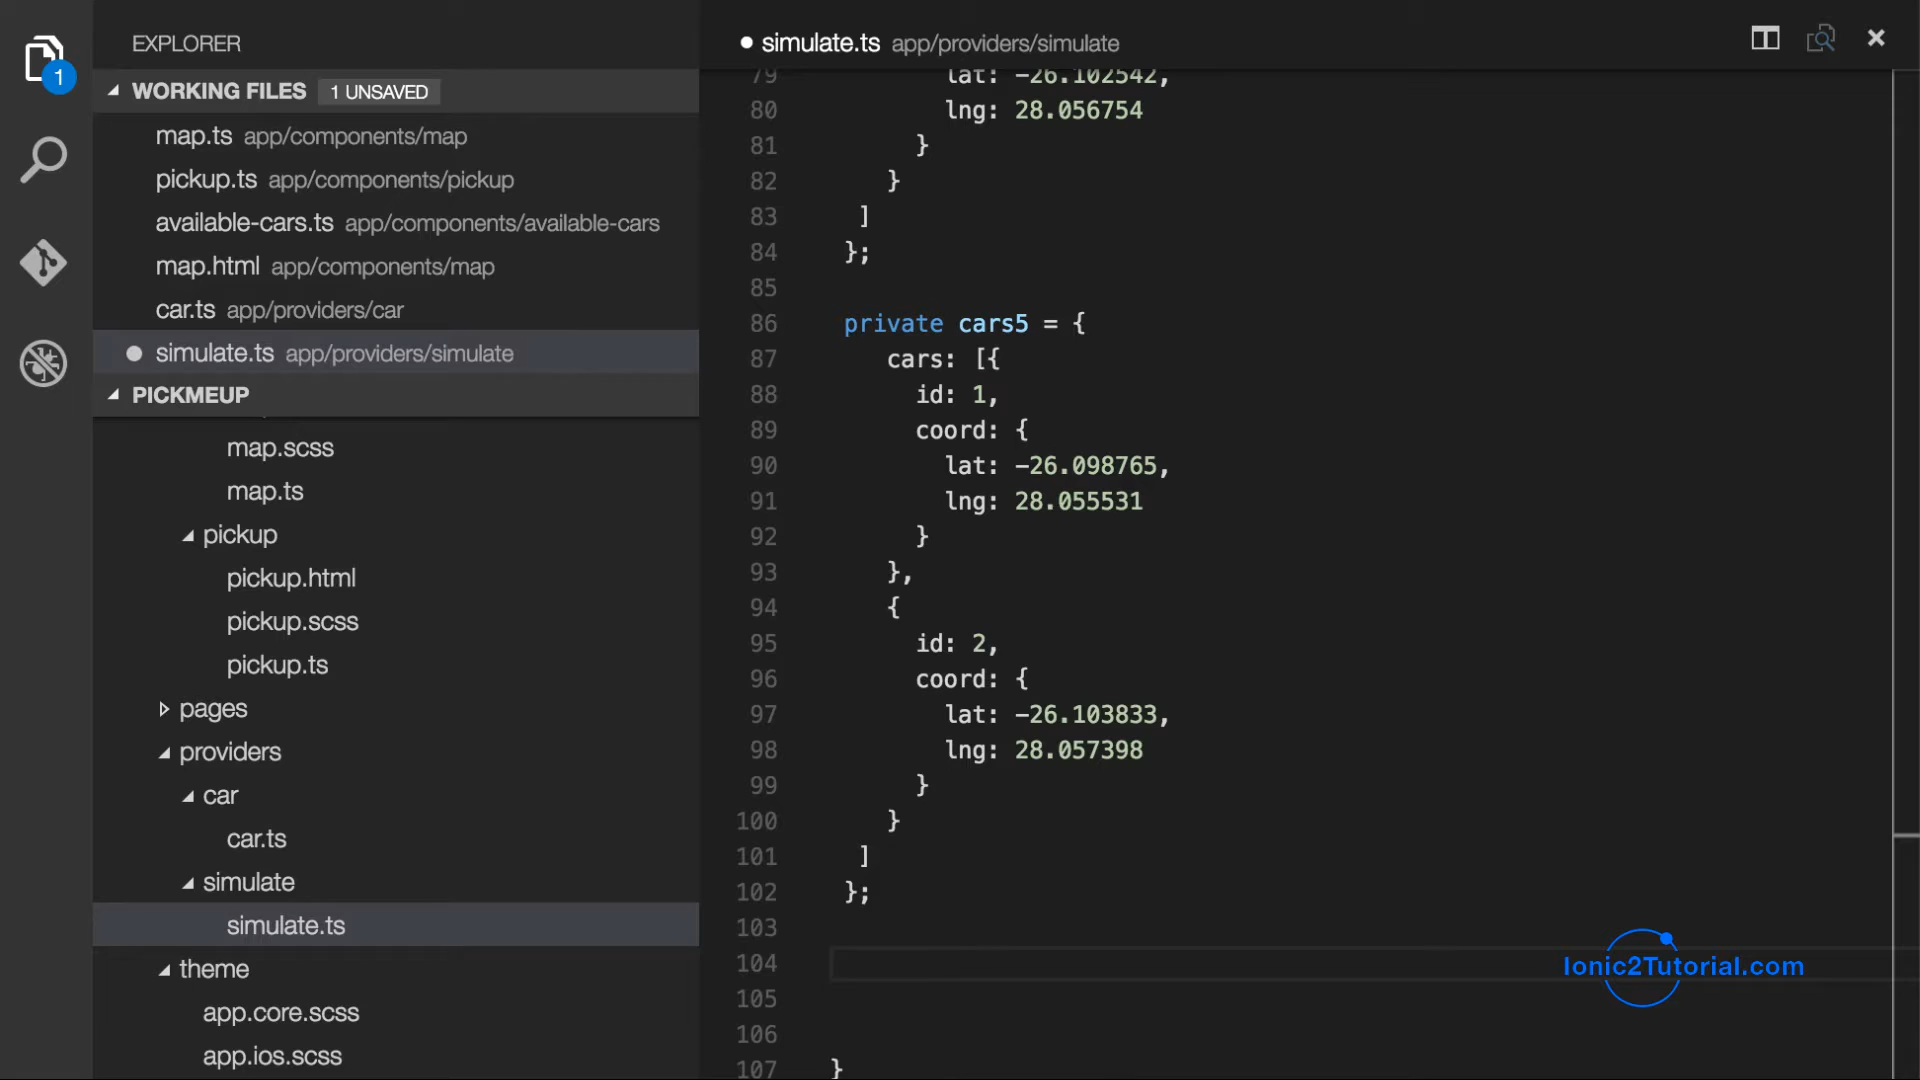 1
EXPLORER
WORKING FILES 1 UNSAVED
map.ts app/components/map
pickup.ts app/components/pickup
available-cars.ts app/components/available-cars
map.html app/components/map
car.ts app/providers/car
simulate.ts app/providers/simulate
PICKMEUP
map.scss
map.ts
pickup
pickup.html
pickup.scss
pickup.ts
pages
providers
car
car.ts
simulate
simulate.ts
theme
app.core.scss
app.ios.scss
simulate.ts app/providers/simulate
79 lat: -26.102542,
80 lng: 28.056754
81 }
82 }
83 ]
84 };
85
86 private cars5 = {
87 cars: [{
88 id: 1,
89 coord: {
90 lat: -26.098765,
91 lng: 28.055531
92 }
93 },
94 {
95 id: 2,
96 coord: {
97 lat: -26.103833,
98 lng: 28.057398
99 }
100 }
101 ]
102 };
103
104
105
106
107 }
Ionic2Tutorial.com